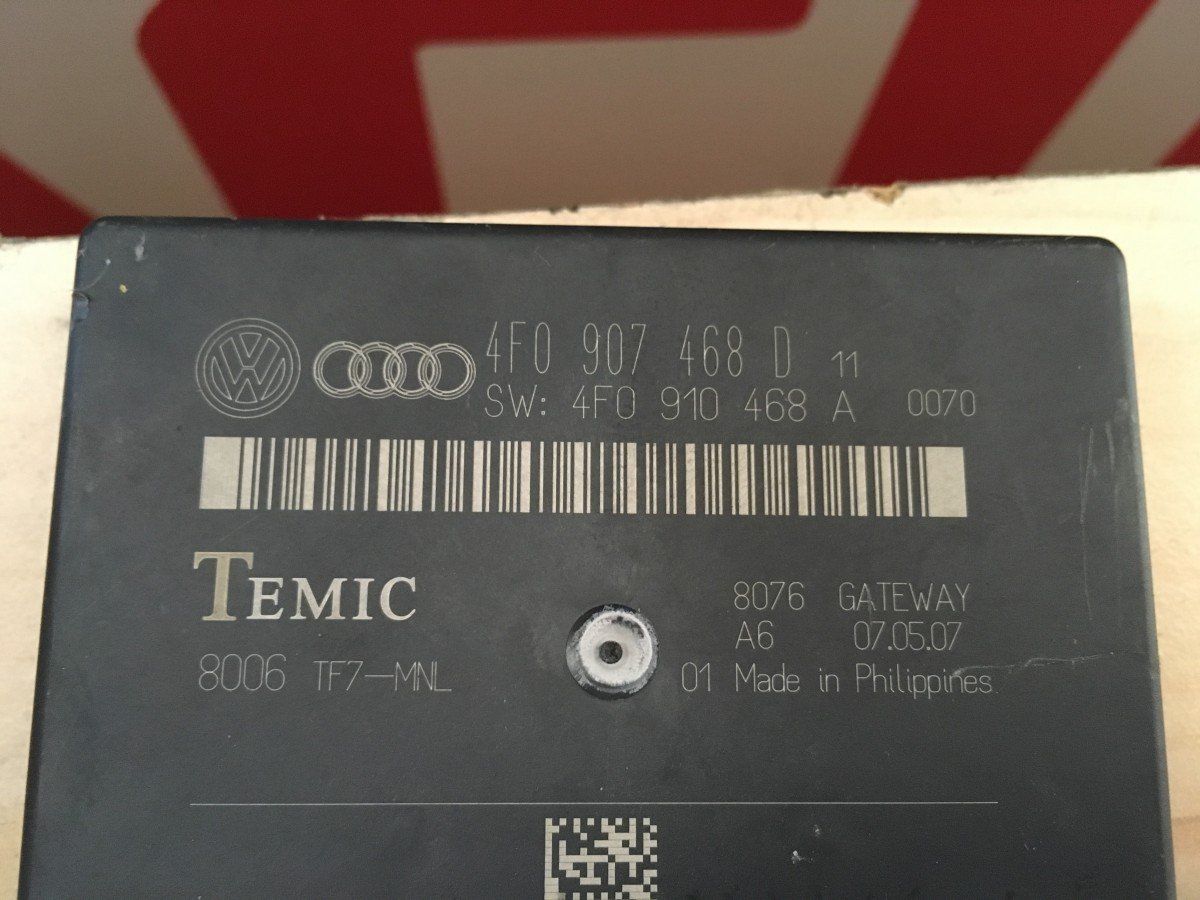 4F0 907 468 D 11
SW: 4F0 910 468 A 0070
TEMIC
8076 GATEWAY
A6 07.05.07
8006 TF7-MNL
01 Made in Philippines